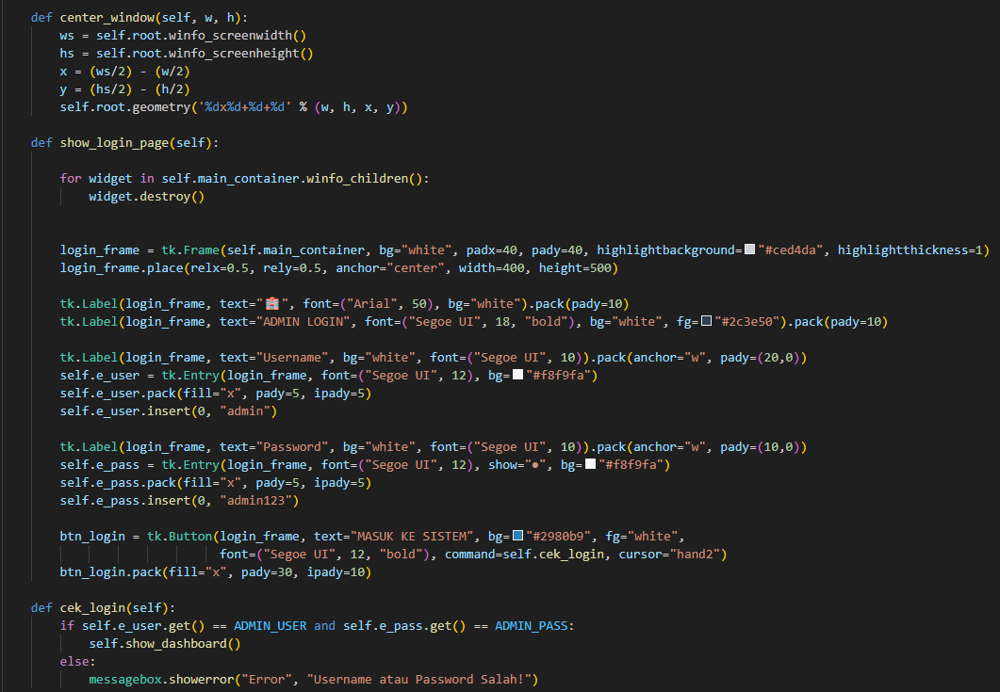 def center_window(self, w, h):
    ws = self.root.winfo_screenwidth()
    hs = self.root.winfo_screenheight()
    x = (ws/2) - (w/2)
    y = (hs/2) - (h/2)
    self.root.geometry('%dx%d+%d+%d' % (w, h, x, y))

def show_login_page(self):

    for widget in self.main_container.winfo_children():
        widget.destroy()


    login_frame = tk.Frame(self.main_container, bg="white", padx=40, pady=40, highlightbackground="#ced4da", highlightthickness=1)
    login_frame.place(relx=0.5, rely=0.5, anchor="center", width=400, height=500)

    tk.Label(login_frame, text="🏥", font=("Arial", 50), bg="white").pack(pady=10)
    tk.Label(login_frame, text="ADMIN LOGIN", font=("Segoe UI", 18, "bold"), bg="white", fg="#2c3e50").pack(pady=10)

    tk.Label(login_frame, text="Username", bg="white", font=("Segoe UI", 10)).pack(anchor="w", pady=(20,0))
    self.e_user = tk.Entry(login_frame, font=("Segoe UI", 12), bg="#f8f9fa")
    self.e_user.pack(fill="x", pady=5, ipady=5)
    self.e_user.insert(0, "admin")

    tk.Label(login_frame, text="Password", bg="white", font=("Segoe UI", 10)).pack(anchor="w", pady=(10,0))
    self.e_pass = tk.Entry(login_frame, font=("Segoe UI", 12), show="●", bg="#f8f9fa")
    self.e_pass.pack(fill="x", pady=5, ipady=5)
    self.e_pass.insert(0, "admin123")

    btn_login = tk.Button(login_frame, text="MASUK KE SISTEM", bg="#2980b9", fg="white",
                          font=("Segoe UI", 12, "bold"), command=self.cek_login, cursor="hand2")
    btn_login.pack(fill="x", pady=30, ipady=10)

def cek_login(self):
    if self.e_user.get() == ADMIN_USER and self.e_pass.get() == ADMIN_PASS:
        self.show_dashboard()
    else:
        messagebox.showerror("Error", "Username atau Password Salah!")